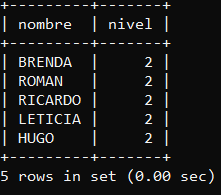 +---------+-------+
| nombre  | nivel |
+---------+-------+
| BRENDA  |     2 |
| ROMAN   |     2 |
| RICARDO |     2 |
| LETICIA |     2 |
| HUGO    |     2 |
+---------+-------+
5 rows in set (0.00 sec)